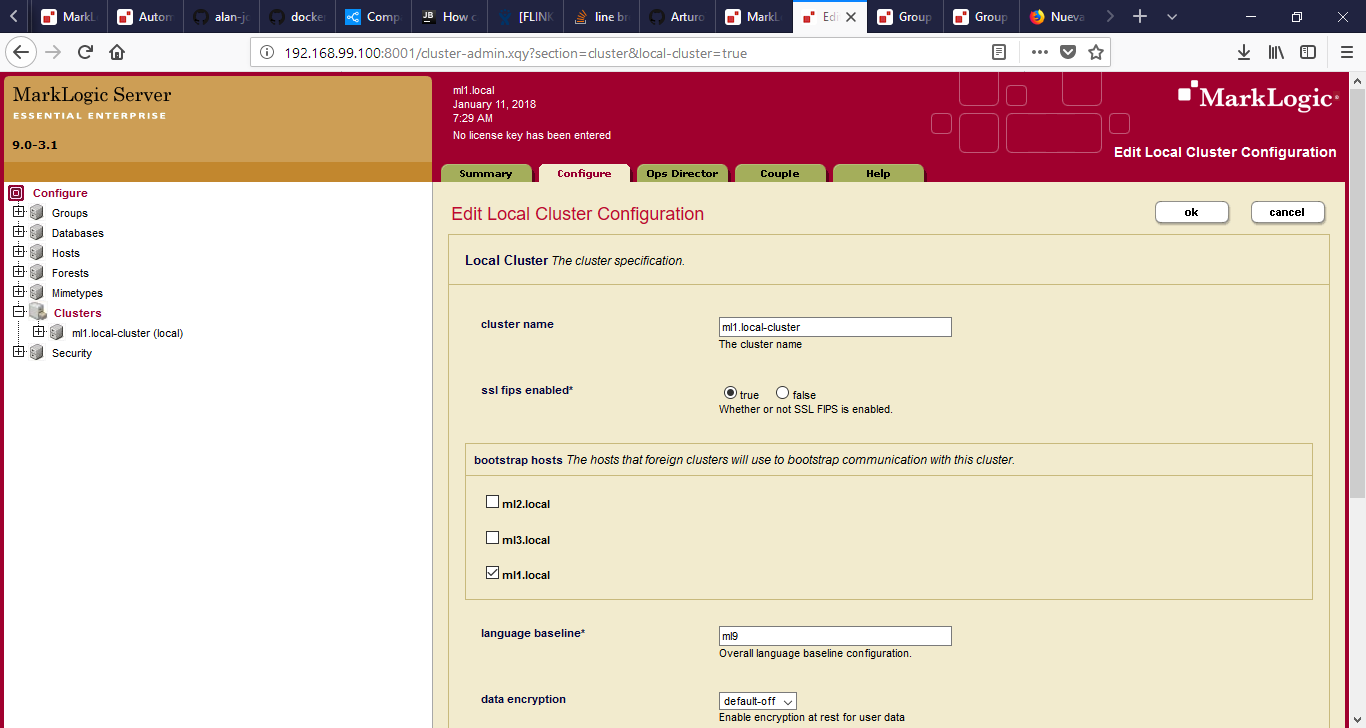 MarkL
Autom
alan-jo
docke
Comp
JB How c
[FLINK
line br
Arturo
MarkL
Edi
Group
Group
Nueva
192.168.99.100:8001/cluster-admin.xqy?section=cluster&local-cluster=true
MarkLogic Server
ESSENTIAL ENTERPRISE
9.0-3.1
ml1.local
January 11, 2018
7:29 AM
No license key has been entered
MarkLogic
Edit Local Cluster Configuration
Summary Configure Ops Director Couple Help
Configure
Groups
Databases
Hosts
Forests
Mimetypes
Clusters
ml1.local-cluster (local)
Security
Edit Local Cluster Configuration
ok cancel
Local Cluster The cluster specification.
cluster name ml1.local-cluster
The cluster name
ssl fips enabled* true false
Whether or not SSL FIPS is enabled.
bootstrap hosts The hosts that foreign clusters will use to bootstrap communication with this cluster.
ml2.local
ml3.local
ml1.local
language baseline* ml9
Overall language baseline configuration.
data encryption default-off
Enable encryption at rest for user data